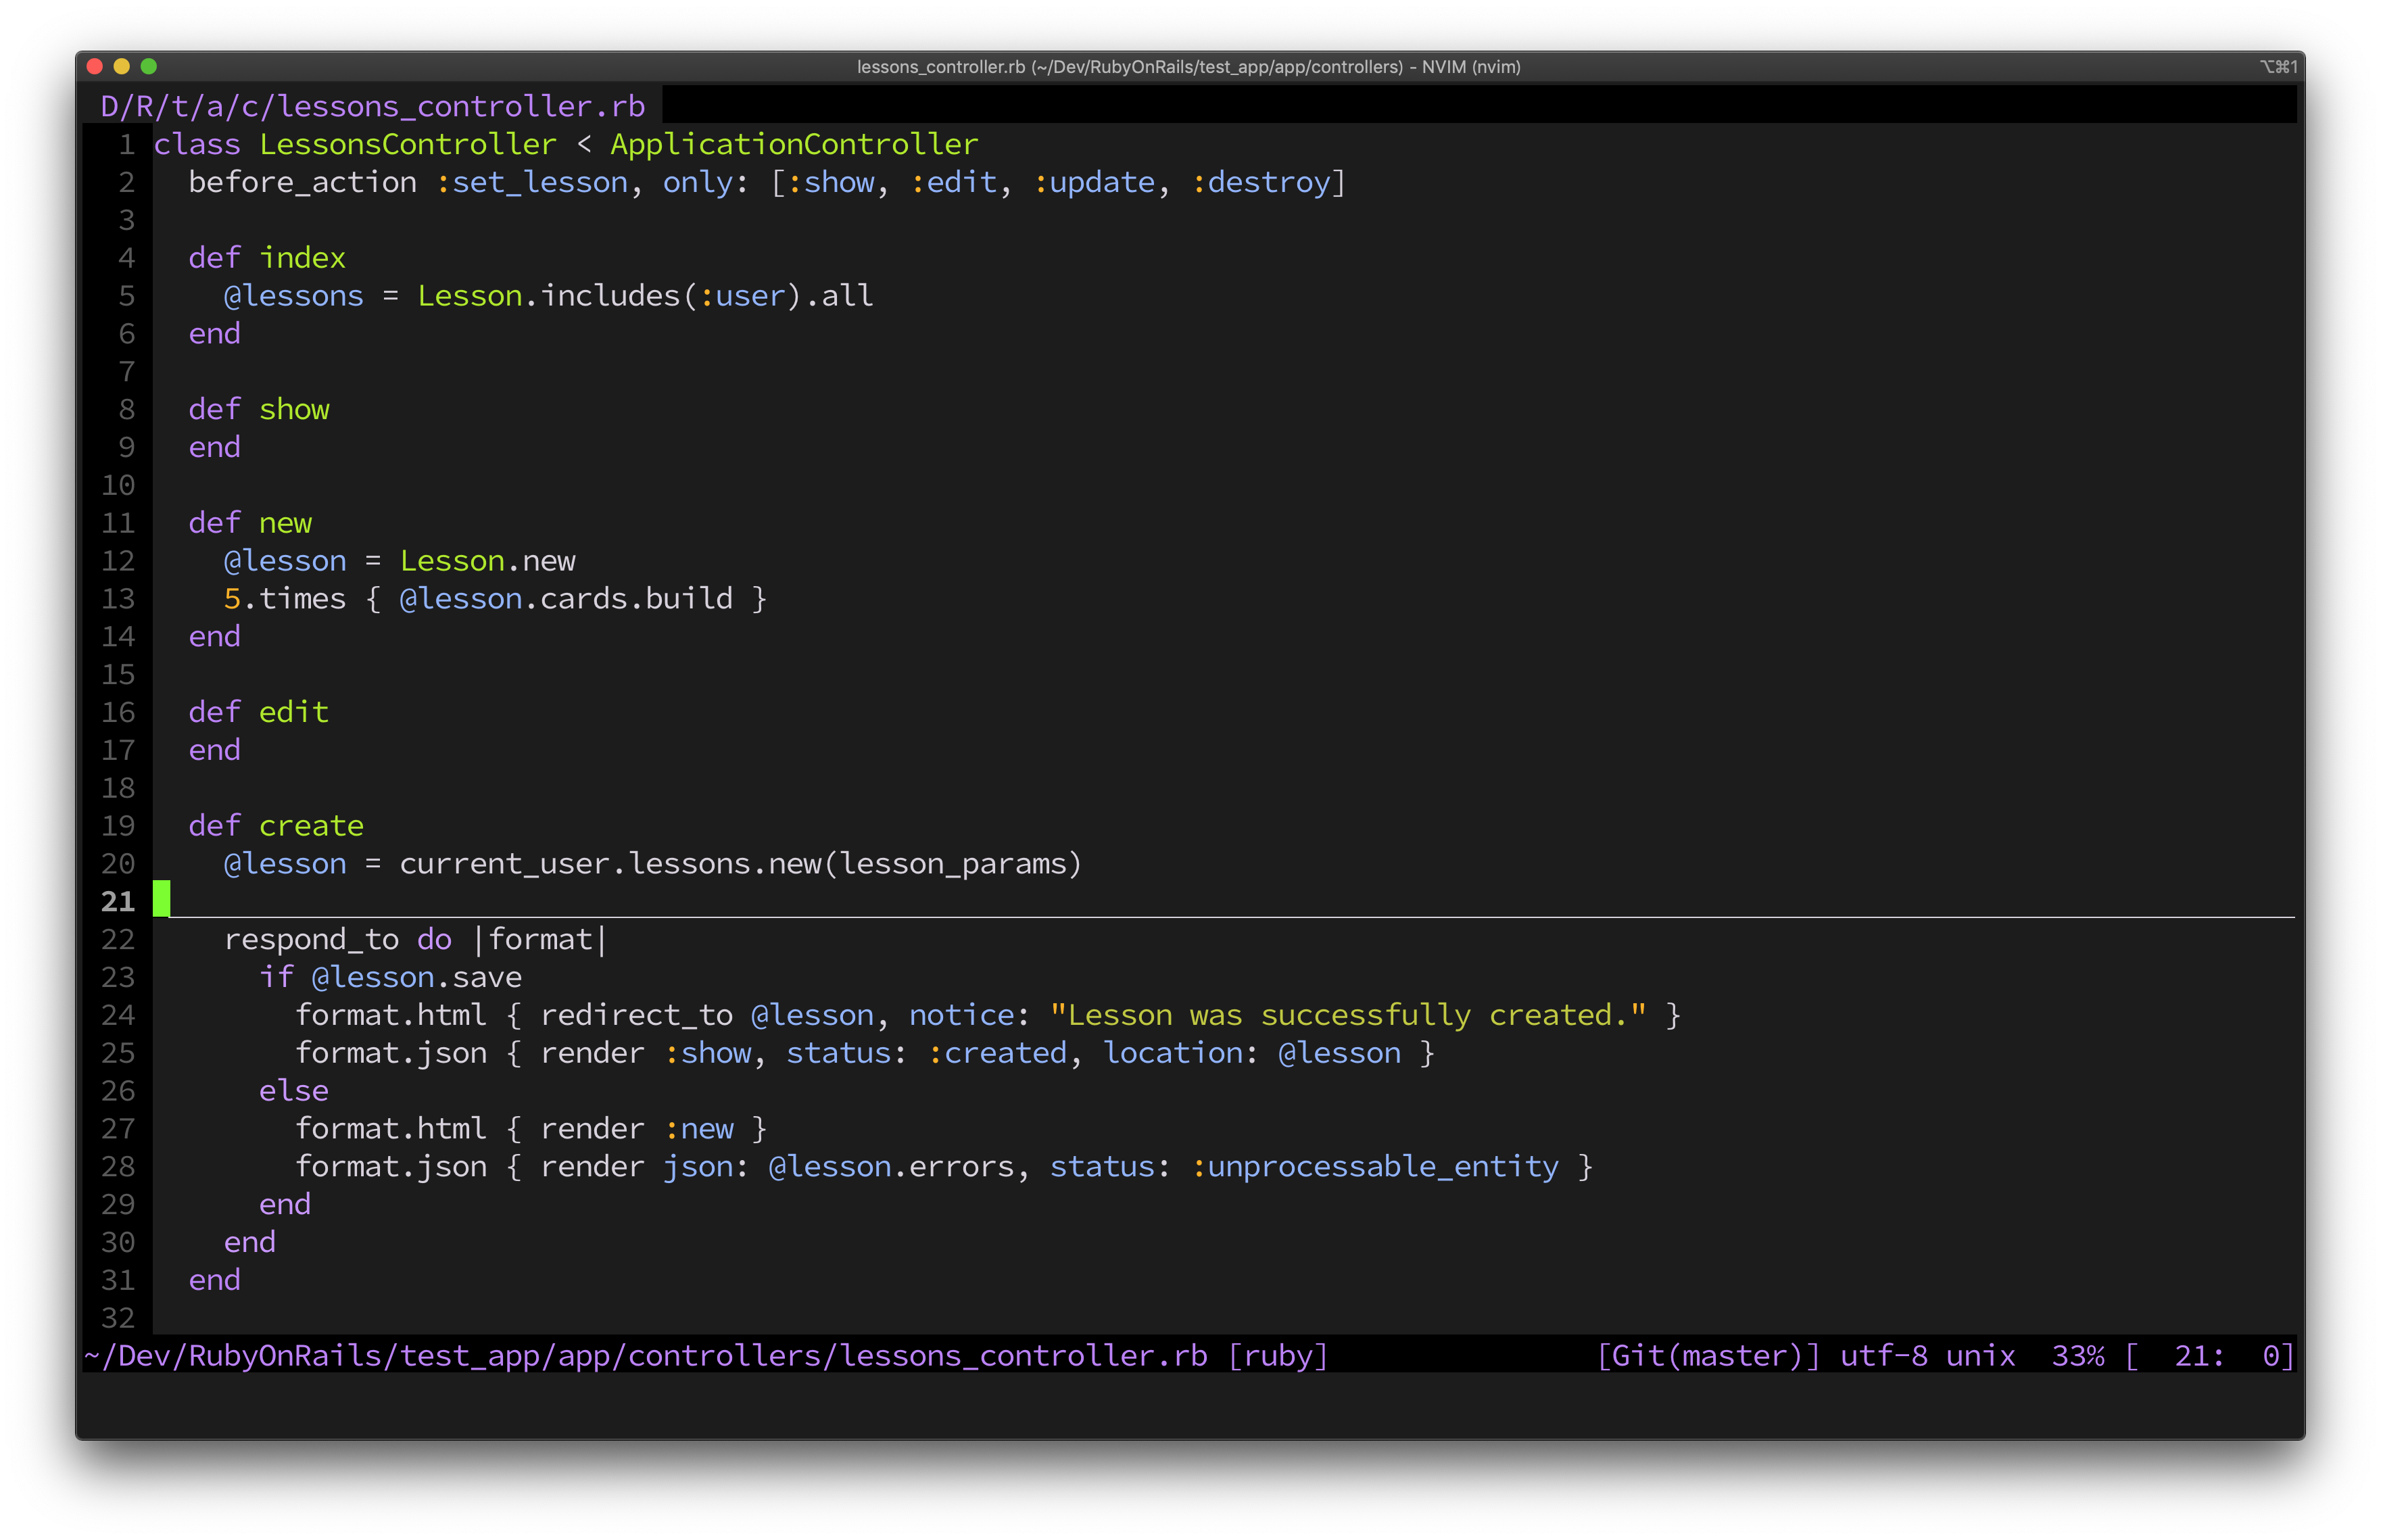 lessons_controller.rb (~/Dev/RubyOnRails/test_app/app/controllers) - NVIM (nvim) ⌥⌘1
D/R/t/a/c/lessons_controller.rb
1 class LessonsController < ApplicationController
2   before_action :set_lesson, only: [:show, :edit, :update, :destroy]
3
4   def index
5     @lessons = Lesson.includes(:user).all
6   end
7
8   def show
9   end
10
11   def new
12     @lesson = Lesson.new
13     5.times { @lesson.cards.build }
14   end
15
16   def edit
17   end
18
19   def create
20     @lesson = current_user.lessons.new(lesson_params)
21
22     respond_to do |format|
23       if @lesson.save
24         format.html { redirect_to @lesson, notice: "Lesson was successfully created." }
25         format.json { render :show, status: :created, location: @lesson }
26       else
27         format.html { render :new }
28         format.json { render json: @lesson.errors, status: :unprocessable_entity }
29       end
30     end
31   end
32
~/Dev/RubyOnRails/test_app/app/controllers/lessons_controller.rb [ruby] [Git(master)] utf-8 unix  33% [  21:  0]